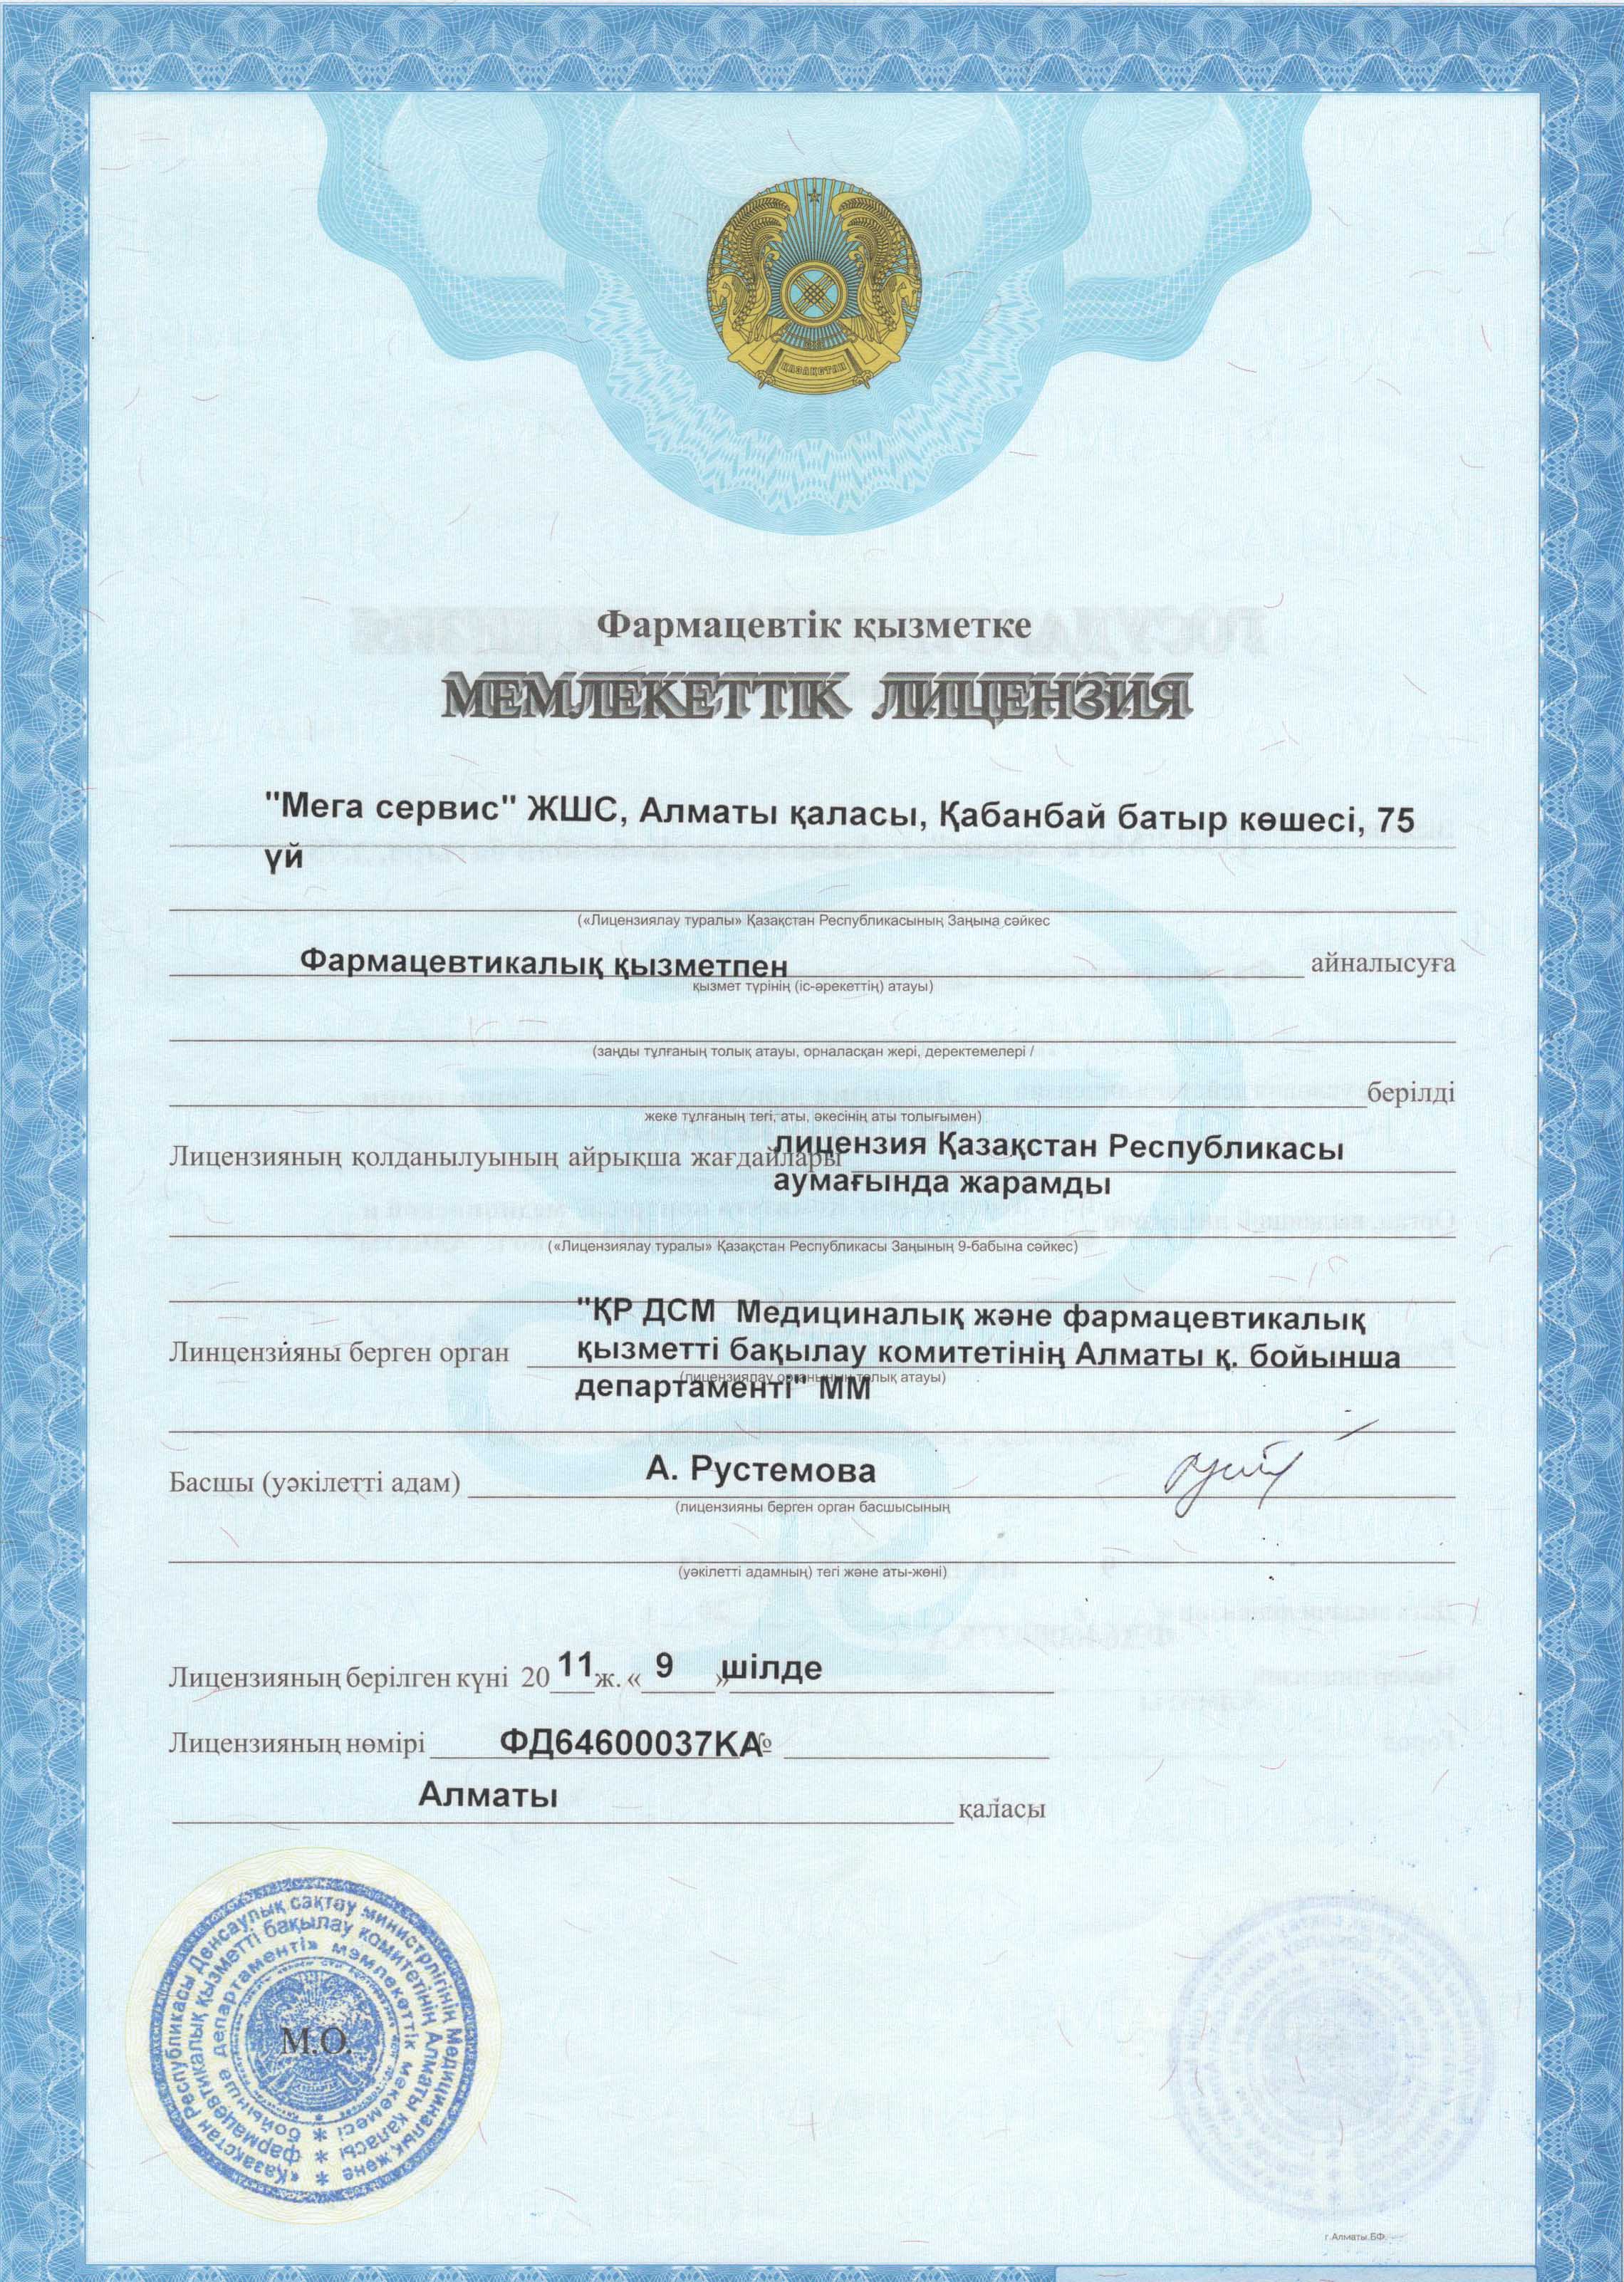 ҚАЗАҚСТАН
Фармацевтік қызметке
МЕМЛЕКЕТТІК ЛИЦЕНЗИЯ
"Мега сервис" ЖШС, Алматы қаласы, Қабанбай батыр көшесі, 75
үй
(«Лицензиялау туралы» Қазақстан Республикасының Заңына сәйкес
Фармацевтикалық қызметпен айналысуға
қызмет түрінің (іс-әрекеттің) атауы)
(заңды тұлғаның толық атауы, орналасқан жері, деректемелері /
берілді
жеке тұлғаның тегі, аты, әкесінің аты толығымен)
Лицензияның қолданылуының айрықша жағдайлары лицензия Қазақстан Республикасы
аумағында жарамды
(«Лицензиялау туралы» Қазақстан Республикасы Заңының 9-бабына сәйкес)
"ҚР ДСМ Медициналық және фармацевтикалық
Линцензияны берген орган қызметті бақылау комитетінің Алматы қ. бойынша
(лицензиялау органының толық атауы)
департаменті" ММ
Басшы (уәкілетті адам) А. Рустемова
(лицензияны берген орган басшысының
(уәкілетті адамның) тегі және аты-жөні)
Лицензияның берілген күні 20 11 ж. « 9 » шілде
Лицензияның нөмірі ФД64600037КА №
Алматы қаласы
«Қазақстан Республикасы Денсаулық сақтау министрлігінің Медициналық және
фармацевтикалық қызметті бақылау комитетінің Алматы қаласы
бойынша департаменті» мемлекеттік мекемесі
М.О.
г.Алматы.БФ.